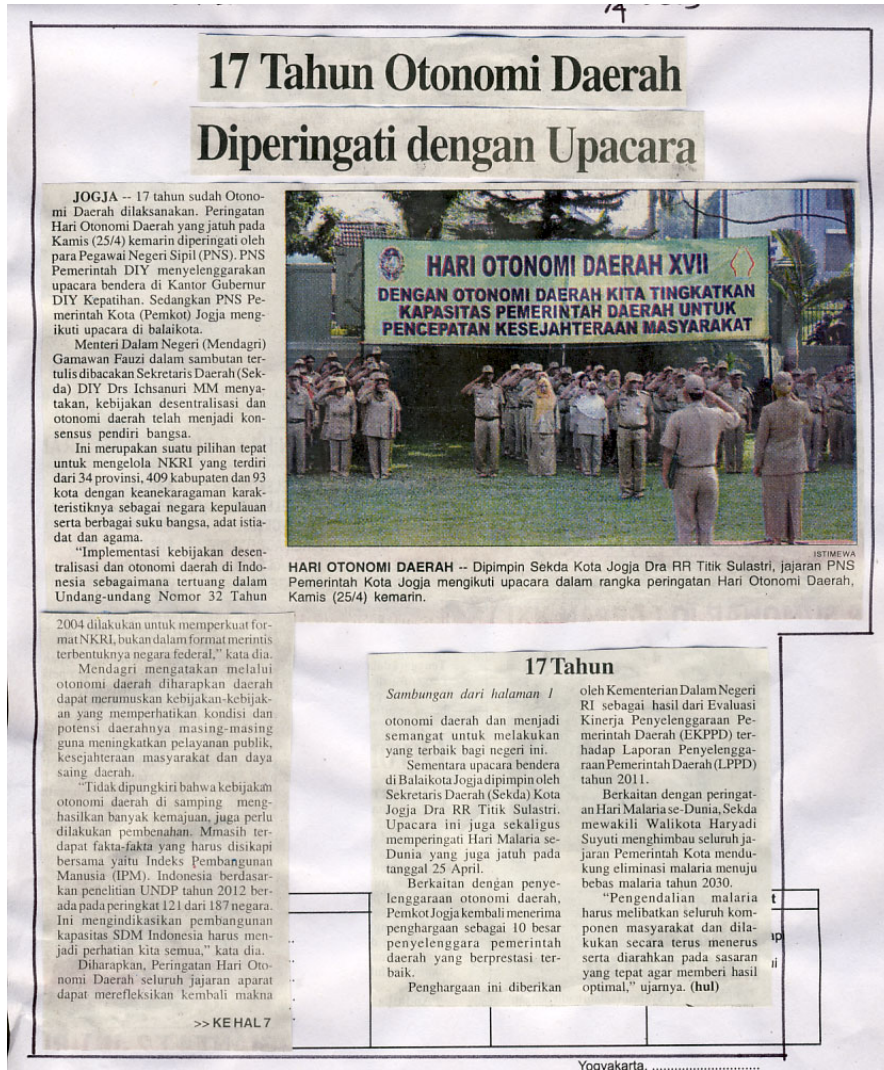 17 Tahun Otonomi Daerah
Diperingati dengan Upacara
JOGJA -- 17 tahun sudah Otono-
mi Daerah dilaksanakan. Peringatan
Hari Otonomi Daerah yang jatuh pada
Kamis (25/4) kemarin diperingati oleh
para Pegawai Negeri Sipil (PNS). PNS
Pemerintah DIY menyelenggarakan
upacara bendera di Kantor Gubernur
DIY Kepatihan. Sedangkan PNS Pe-
merintah Kota (Pemkot) Jogja meng-
ikuti upacara di balaikota.
Menteri Dalam Negeri (Mendagri)
Gamawan Fauzi dalam sambutan ter-
tulis dibacakan Sekretaris Daerah (Sek-
da) DIY Drs Ichsanuri MM menya-
takan, kebijakan desentralisasi dan
otonomi daerah telah menjadi kon-
sensus pendiri bangsa.
Ini merupakan suatu pilihan tepat
untuk mengelola NKRI yang terdiri
dari 34 provinsi, 409 kabupaten dan 93
kota dengan keanekaragaman karak-
teristiknya sebagai negara kepulauan
serta berbagai suku bangsa, adat istia-
dat dan agama.
"Implementasi kebijakan desen-
tralisasi dan otonomi daerah di Indo-
nesia sebagaimana tertuang dalam
Undang-undang Nomor 32 Tahun
2004 dilakukan untuk memperkuat for-
mat NKRI, bukan dalam format merintis
terbentuknya negara federal," kata dia.
Mendagri mengatakan melalui
otonomi daerah diharapkan daerah
dapat merumuskan kebijakan-kebijak-
an yang memperhatikan kondisi dan
potensi daerahnya masing-masing
guna meningkatkan pelayanan publik,
kesejahteraan masyarakat dan daya
saing daerah.
"Tidak dipungkiri bahwa kebijakan
otonomi daerah di samping meng-
hasilkan banyak kemajuan, juga perlu
dilakukan pembenahan. Mmasih ter-
dapat fakta-fakta yang harus disikapi
bersama yaitu Indeks Pembangunan
Manusia (IPM). Indonesia berdasar-
kan penelitian UNDP tahun 2012 ber-
ada pada peringkat 121 dari 187 negara.
Ini mengindikasikan pembangunan
kapasitas SDM Indonesia harus men-
jadi perhatian kita semua," kata dia.
Diharapkan, Peringatan Hari Oto-
nomi Daerah seluruh jajaran aparat
dapat merefleksikan kembali makna
>> KE HAL 7
HARI OTONOMI DAERAH XVII
DENGAN OTONOMI DAERAH KITA TINGKATKAN
KAPASITAS PEMERINTAH DAERAH UNTUK
PENCEPATAN KESEJAHTERAAN MASYARAKAT
ISTIMEWA
HARI OTONOMI DAERAH -- Dipimpin Sekda Kota Jogja Dra RR Titik Sulastri, jajaran PNS
Pemerintah Kota Jogja mengikuti upacara dalam rangka peringatan Hari Otonomi Daerah,
Kamis (25/4) kemarin.
17 Tahun
Sambungan dari halaman 1
otonomi daerah dan menjadi
semangat untuk melakukan
yang terbaik bagi negeri ini.
Sementara upacara bendera
di Balaikota Jogja dipimpin oleh
Sekretaris Daerah (Sekda) Kota
Jogja Dra RR Titik Sulastri.
Upacara ini juga sekaligus
memperingati Hari Malaria se-
Dunia yang juga jatuh pada
tanggal 25 April.
Berkaitan dengan penye-
lenggaraan otonomi daerah,
Pemkot Jogja kembali menerima
penghargaan sebagai 10 besar
penyelenggara pemerintah
daerah yang berprestasi ter-
baik.
Penghargaan ini diberikan
oleh Kementerian Dalam Negeri
RI sebagai hasil dari Evaluasi
Kinerja Penyelenggaraan Pe-
merintah Daerah (EKPPD) ter-
hadap Laporan Penyelengga-
raan Pemerintah Daerah (LPPD)
tahun 2011.
Berkaitan dengan peringat-
an Hari Malaria se-Dunia, Sekda
mewakili Walikota Haryadi
Suyuti menghimbau seluruh ja-
jaran Pemerintah Kota mendu-
kung eliminasi malaria menuju
bebas malaria tahun 2030.
"Pengendalian malaria
harus melibatkan seluruh kom-
ponen masyarakat dan dila-
kukan secara terus menerus
serta diarahkan pada sasaran
yang tepat agar memberi hasil
optimal," ujarnya. (hul)
Yogyakarta, ..............................